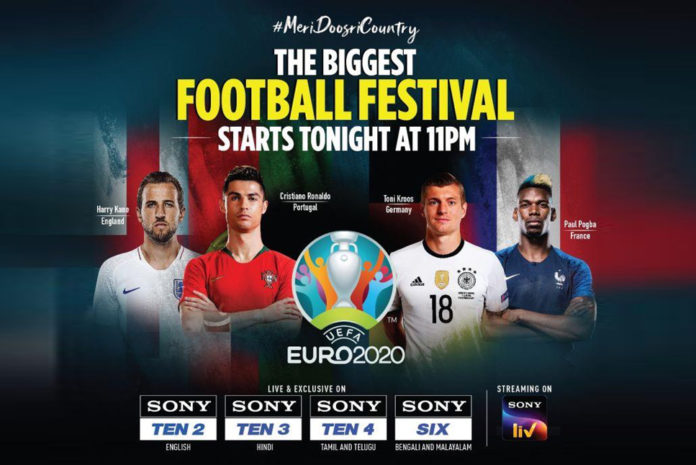 #MeriDoosriCountry
THE BIGGEST
FOOTBALL FESTIVAL
STARTS TONIGHT AT 11PM
Harry Kane
England
Cristiano Ronaldo
Portugal
Toni Kroos
Germany
Paul Pogba
France
adidas
18
UEFA
TM
EURO2020
LIVE & EXCLUSIVE ON
SONY
TEN 2
ENGLISH
SONY
TEN 3
HINDI
SONY
TEN 4
TAMIL AND TELUGU
SONY
SIX
BENGALI AND MALAYALAM
STREAMING ON
SONY
liv